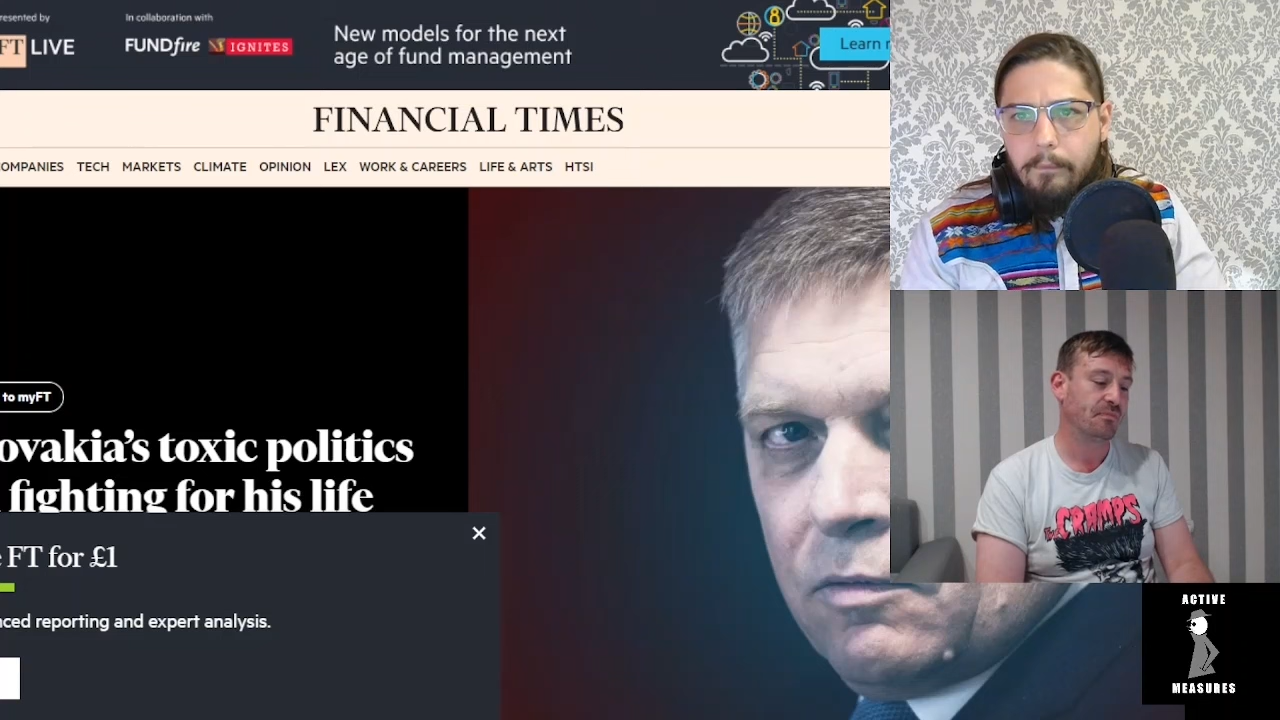 resented by
FT LIVE
In collaboration with
FUNDfire IGNITES
New models for the next
age of fund management
Learn
FINANCIAL TIMES
OMPANIES TECH MARKETS CLIMATE OPINION LEX WORK & CAREERS LIFE & ARTS HTSI
to myFT
ovakia's toxic politics
fighting for his life
FT for £1
nced reporting and expert analysis.
CRAMPS
ACTIVE
MEASURES